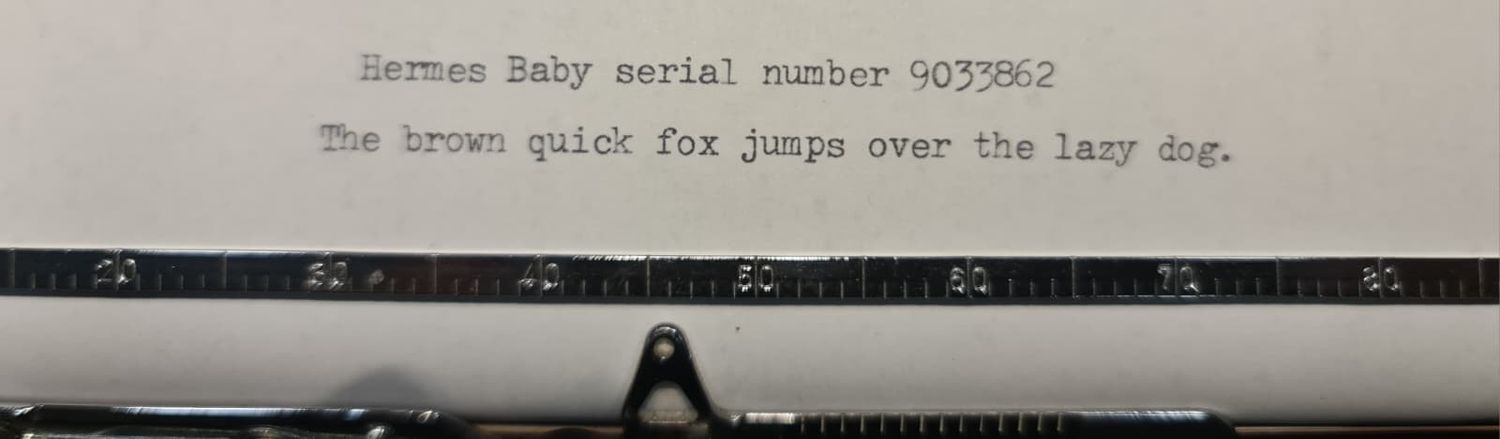 Hermes Baby serial number 9033862
The brown quick fox jumps over the lazy dog.
20 30 40 50 60 70 80